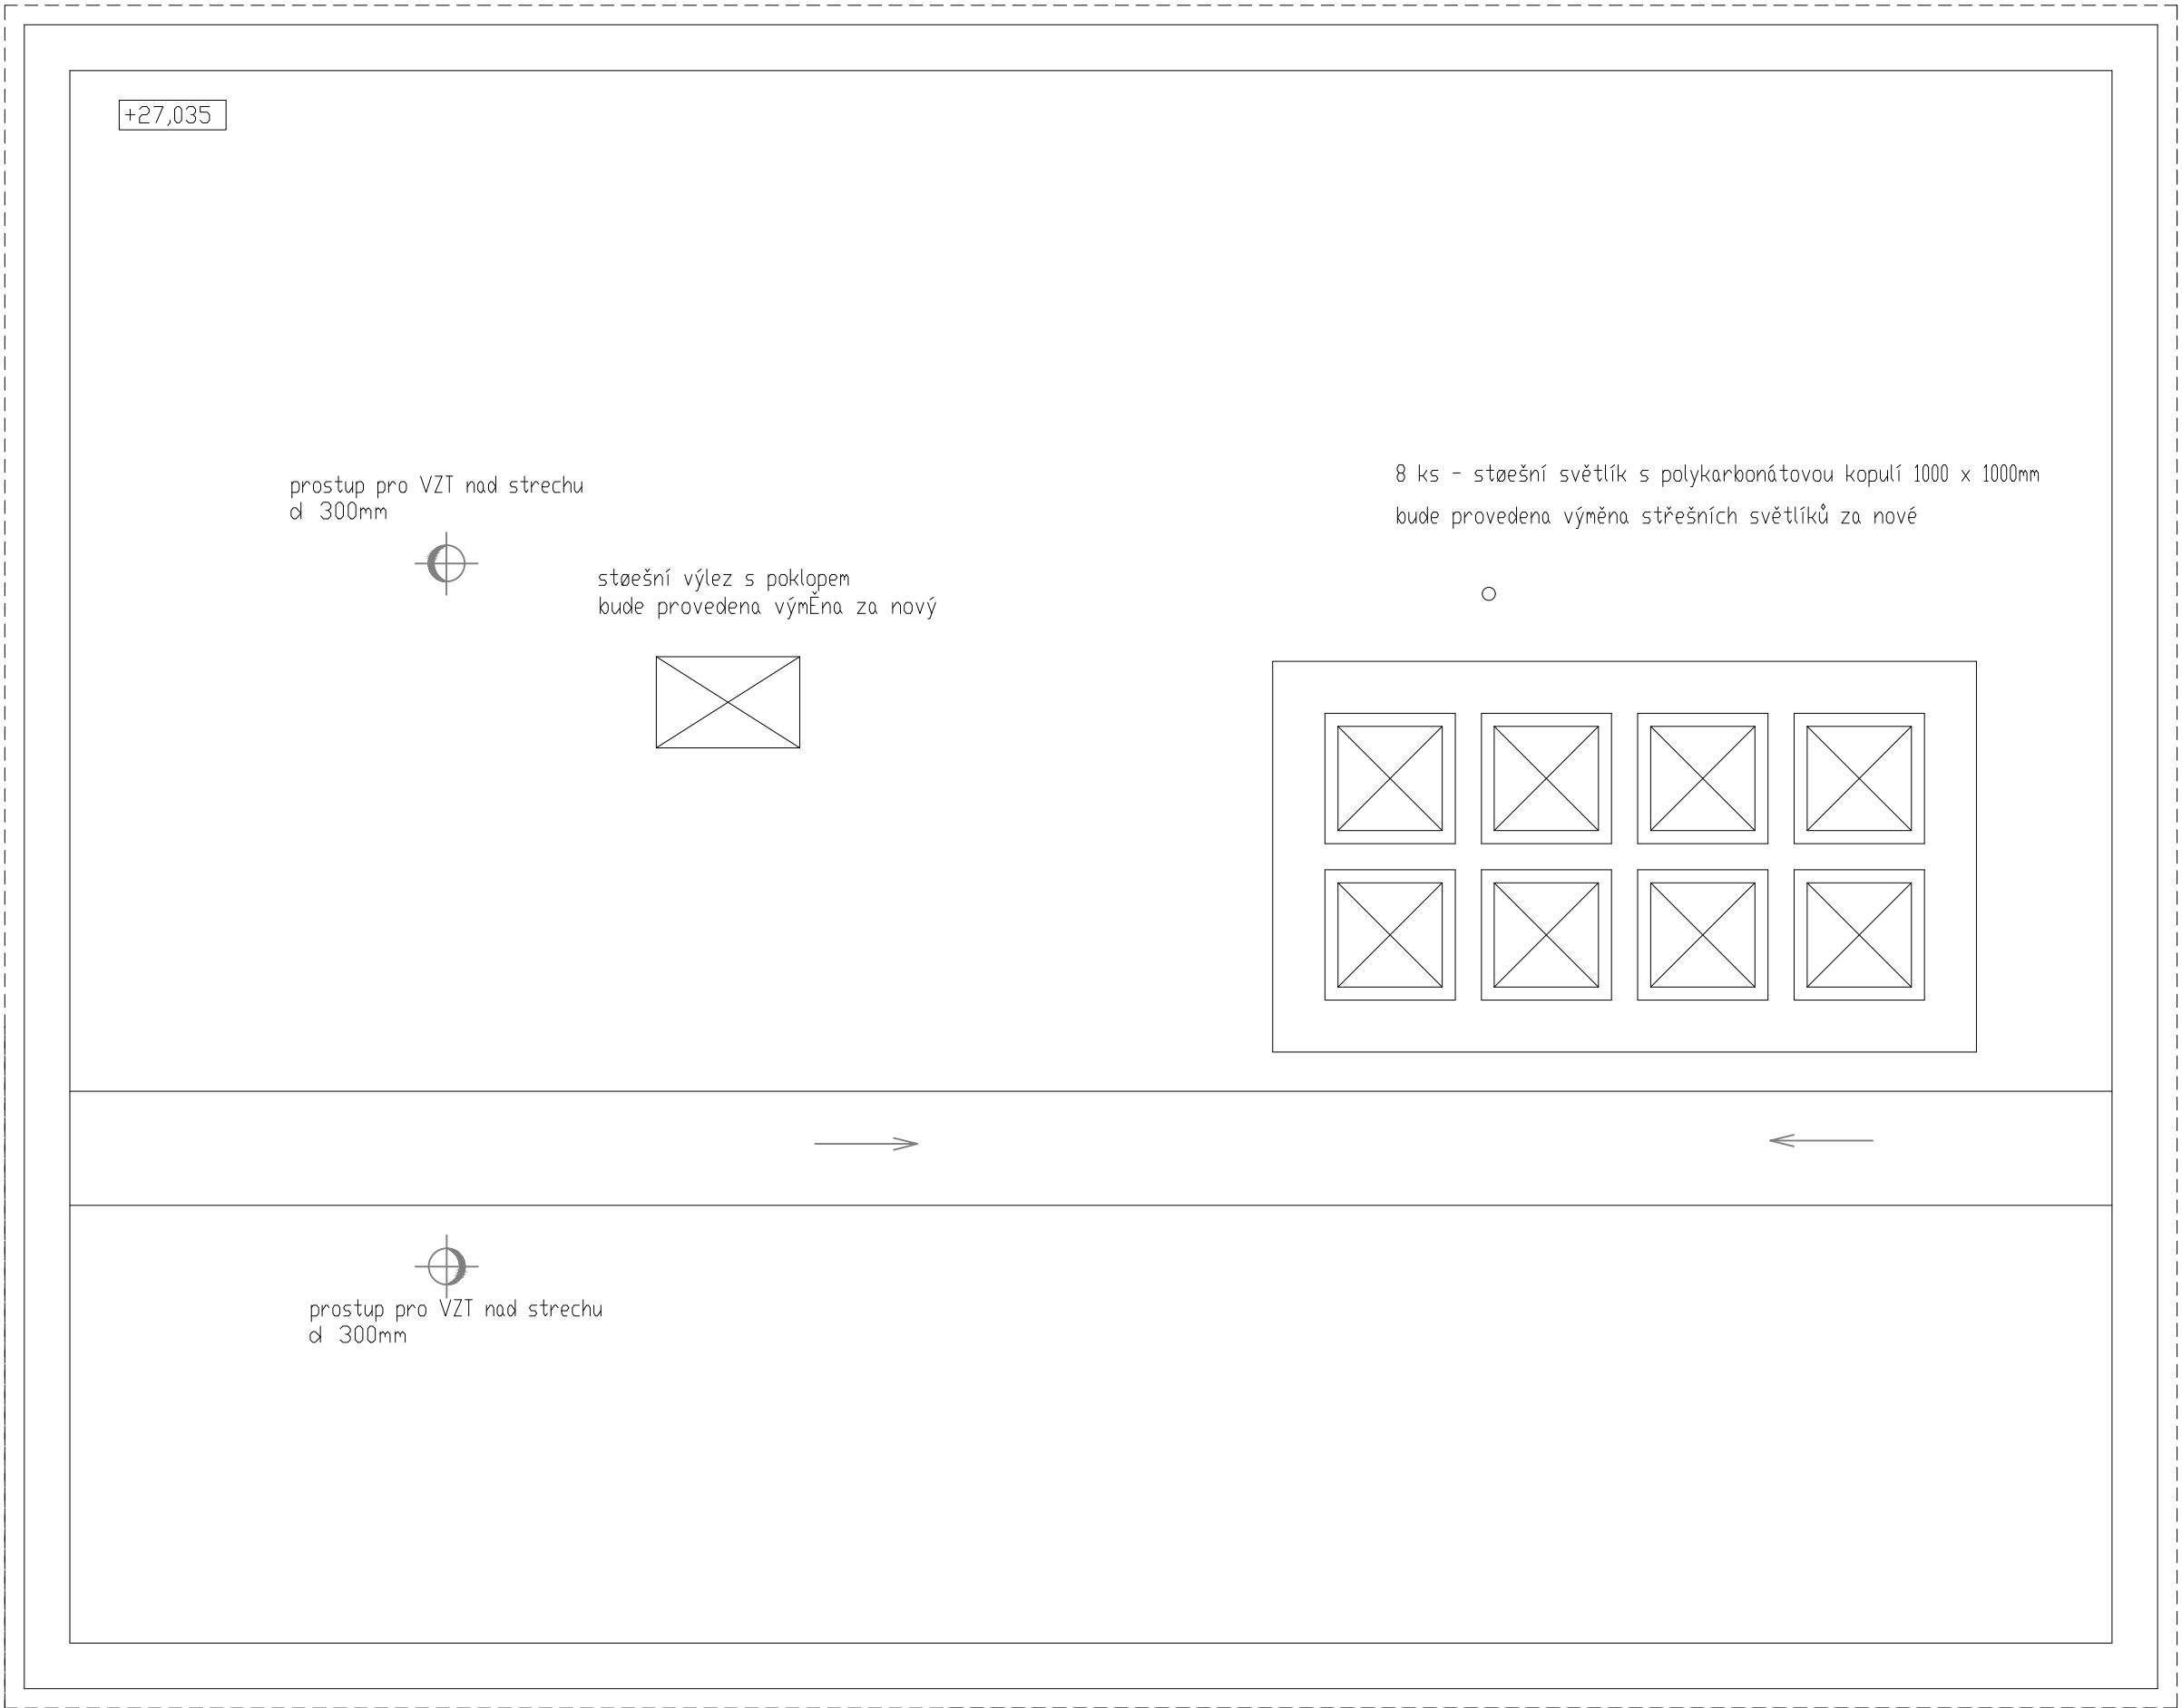 +27,035
8 ks - støešní světlík s polykarbonátovou kopulí 1000 x 1000mm
bude provedena výměna střešních světlíků za nové
prostup pro VZT nad strechu
d 300mm
støešní výlez s poklopem
bude provedena výmĚna za nový
prostup pro VZT nad strechu
d 300mm